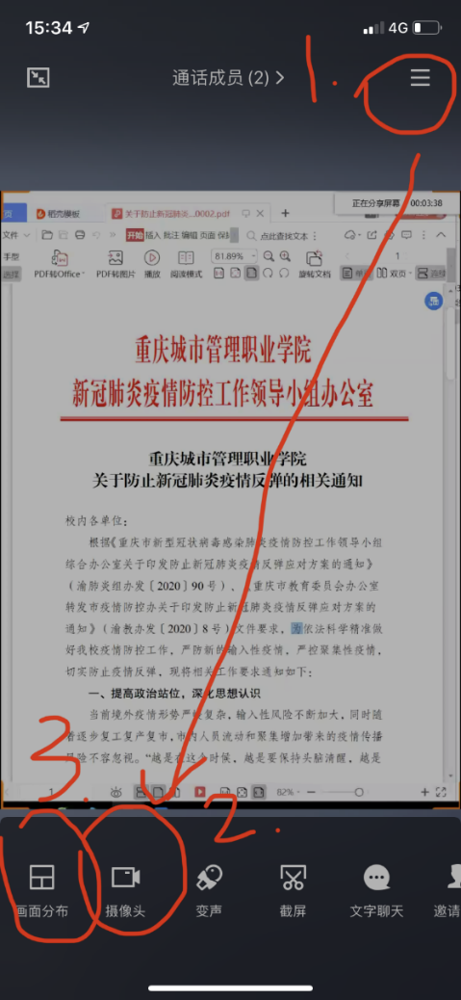 15:34
4G
通话成员 (2)
1.
正在分享屏幕 00:03:38
页
稻壳模板
关于防止新冠肺炎...0002.pdf
文件
开始
插入
批注
编辑
页面
点此查找文本
手型
81.89%
1
选择
PDF转Office
PDF转图片
播放
阅读模式
旋转文档
双页
连续
重庆城市管理职业学院
新冠肺炎疫情防控工作领导小组办公室
重庆城市管理职业学院
关于防止新冠肺炎疫情反弹的相关通知
校内各单位：
根据《重庆市新型冠状病毒感染肺炎疫情防控工作领导小组
综合办公室关于印发防止新冠肺炎疫情反弹应对方案的通知》
（渝肺炎组办发〔2020〕90号）、《重庆市教育委员会办公室
转发市疫情防控办关于印发防止新冠肺炎疫情反弹应对方案的
通知》（渝教办发〔2020〕8号）文件要求，为依法科学精准做
好我校疫情防控工作，严防新的输入性疫情，严控聚集性疫情，
切实防止疫情反弹，现将相关工作要求通知如下：
一、提高政治站位，深化思想认识
当前境外疫情形势严峻复杂，输入性风险不断加大，同时随
着逐步复工复产复市，市内人员流动和聚集增加带来的疫情传播
风险不容忽视。“越是在这个时候，越是要保持头脑清醒，越是
1
82%
3.
2.
画面分布
摄像头
变声
截屏
文字聊天
邀请